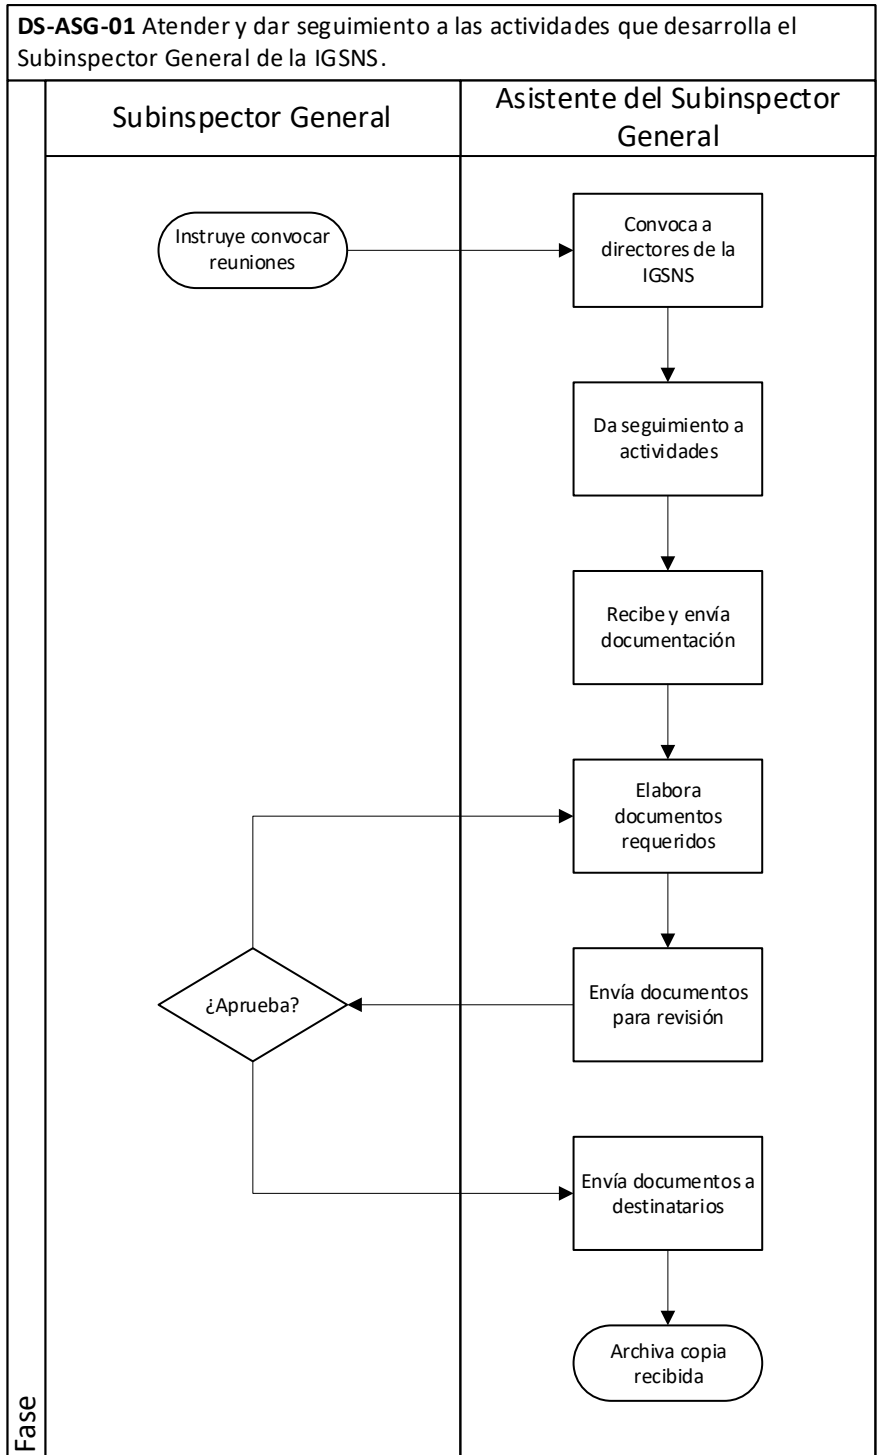 DS-ASG-01 Atender y dar seguimiento a las actividades que desarrolla el
Subinspector General de la IGSNS.
Subinspector General
Asistente del Subinspector
General
Instruye convocar
reuniones
Convoca a
directores de la
IGSNS
Da seguimiento a
actividades
Recibe y envía
documentación
Elabora
documentos
requeridos
¿Aprueba?
Envía documentos
para revisión
Envía documentos a
destinatarios
Archiva copia
recibida
Fase